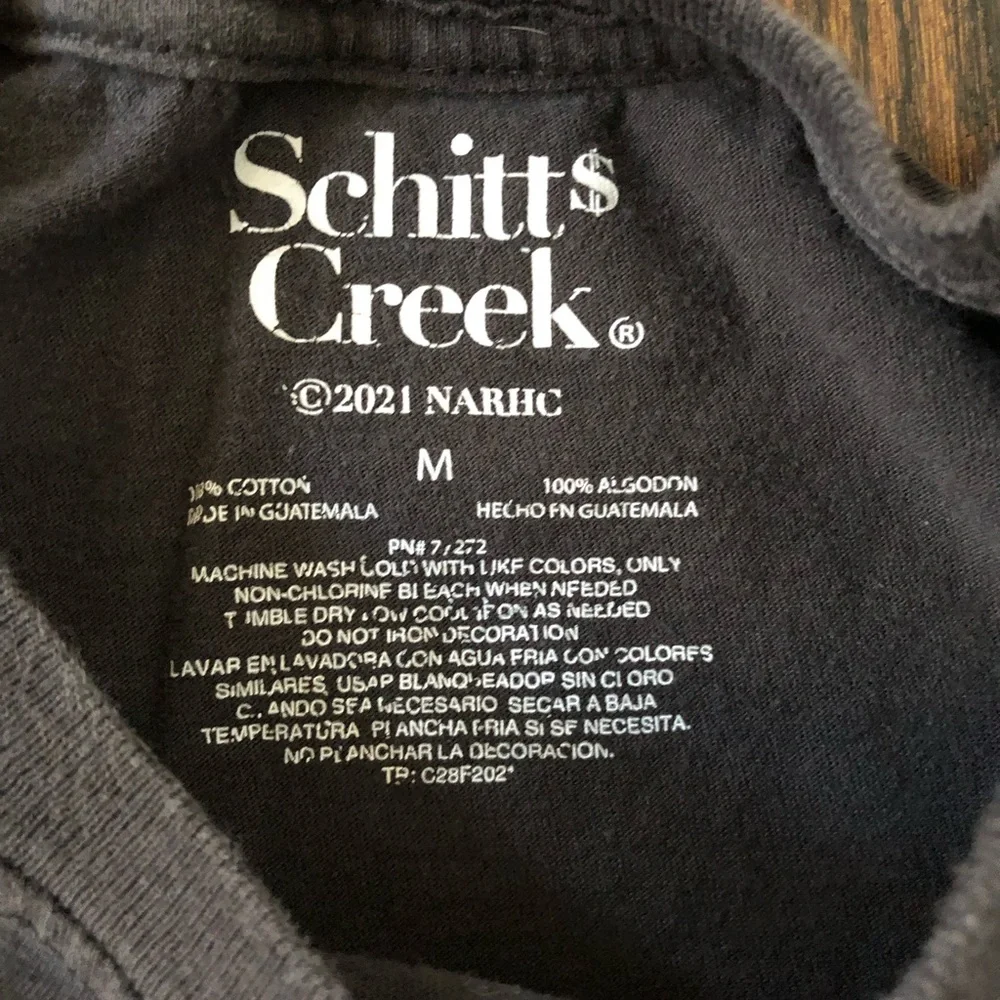 Schitt$
Creek®
©2021 NARHC
M
COTTON 100% ALGODON
MADE IN GUATEMALA HECHO EN GUATEMALA
PN#
MACHINE WASH COLD WITH LIKE COLORS, ONLY
NON-CHLORINE BLEACH WHEN NEEDED
TUMBLE DRY LOW COOL IRON AS NEEDED
DO NOT IRON DECORATION
LAVAR EN LAVADORA CON AGUA FRIA CON COLORES
SIMILARES, USAR BLANQUEADOR SIN CLORO
CUANDO SEA NECESARIO SECAR A BAJA
TEMPERATURA PLANCHA FRIA SI SE NECESITA.
NO PLANCHAR LA DECORACION.